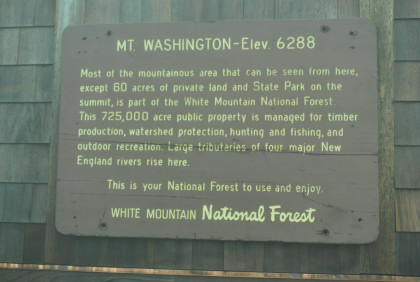 MT. WASHINGTON-Elev. 6288
Most of the mountainous area that can be seen from here,
except 60 acres of private land and State Park on the
summit, is part of the White Mountain National Forest.
This 725,000 acre public property is managed for timber
production, watershed protection, hunting and fishing, and
outdoor recreation. Large tributaries of four major New
England rivers rise here.
This is your National Forest to use and enjoy.
WHITE MOUNTAIN National Forest